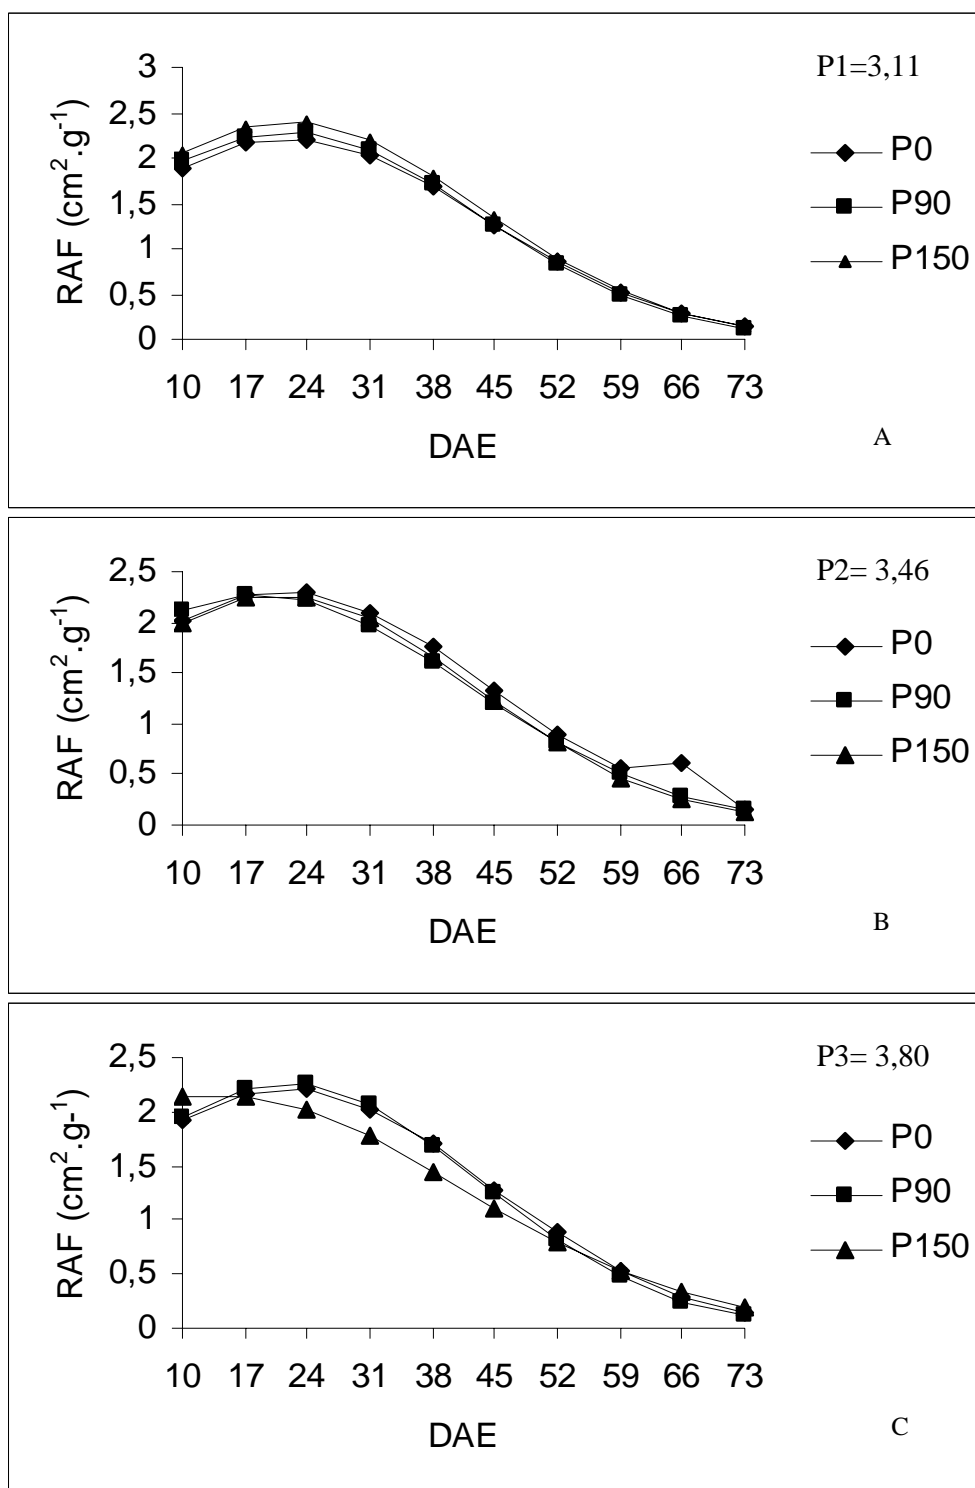 P1=3,11
RAF (cm².g⁻¹)
3
2,5
2
1,5
1
0,5
0
10 17 24 31 38 45 52 59 66 73
DAE
P0
P90
P150
A
P2= 3,46
RAF (cm².g⁻¹)
2,5
2
1,5
1
0,5
0
10 17 24 31 38 45 52 59 66 73
DAE
P0
P90
P150
B
P3= 3,80
RAF (cm².g-¹)
2,5
2
1,5
1
0,5
0
10 17 24 31 38 45 52 59 66 73
DAE
P0
P90
P150
C